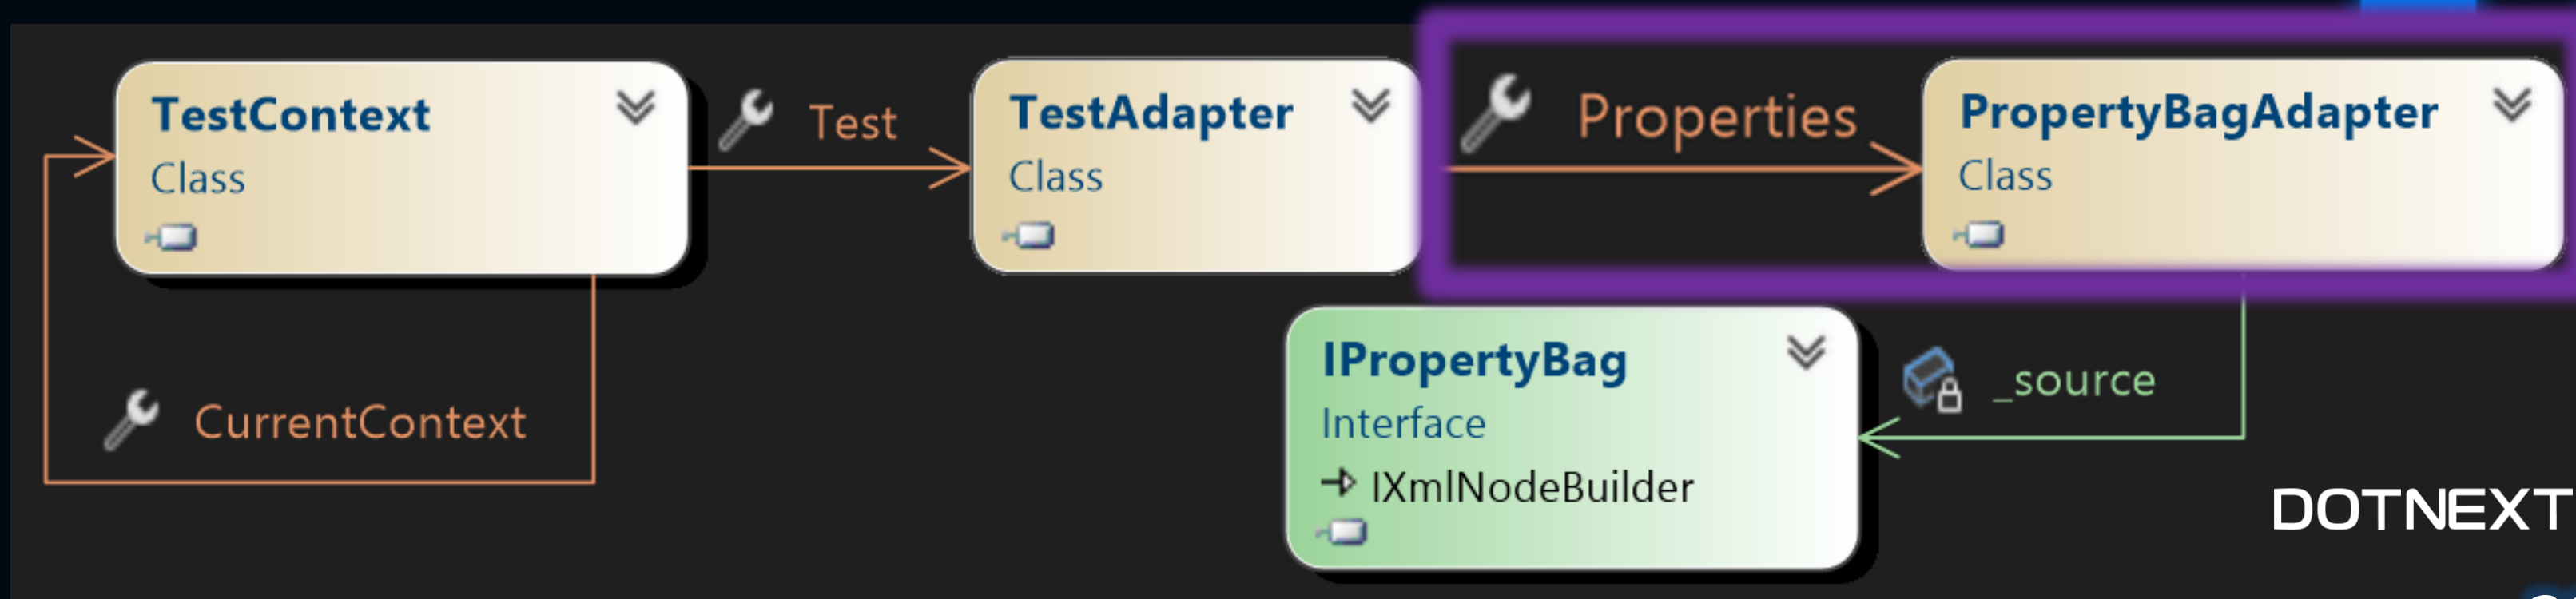 TestContext
Class
Test
TestAdapter
Class
Properties
PropertyBagAdapter
Class
CurrentContext
IPropertyBag
Interface
IXmlNodeBuilder
_source
DOTNEXT